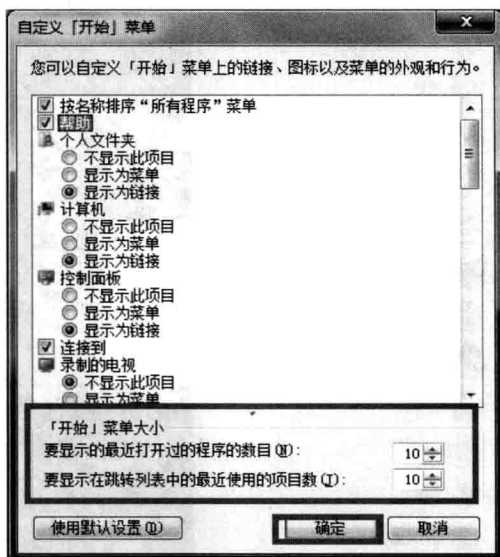 自定义「开始」菜单
您可以自定义「开始」菜单上的链接、图标以及菜单的外观和行为。
按名称排序“所有程序”菜单
帮助
个人文件夹
不显示此项目
显示为菜单
显示为链接
计算机
不显示此项目
显示为菜单
显示为链接
控制面板
不显示此项目
显示为菜单
显示为链接
连接到
录制的电视
不显示此项目
显示为菜单
「开始」菜单大小
要显示的最近打开过的程序的数目(N): 10
要显示在跳转列表中的最近使用的项目数(J): 10
使用默认设置(D) 确定 取消